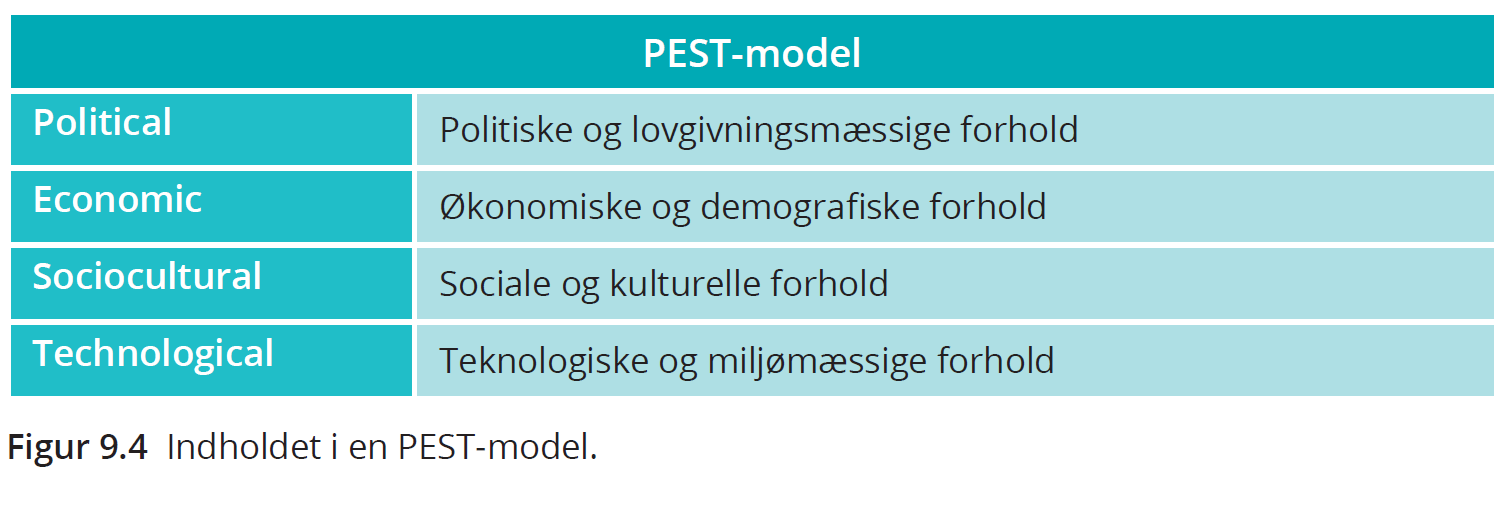 PEST-model
Political
Politiske og lovgivningsmæssige forhold
Economic
Økonomiske og demografiske forhold
Sociocultural
Sociale og kulturelle forhold
Technological
Teknologiske og miljømæssige forhold
Figur 9.4 Indholdet i en PEST-model.